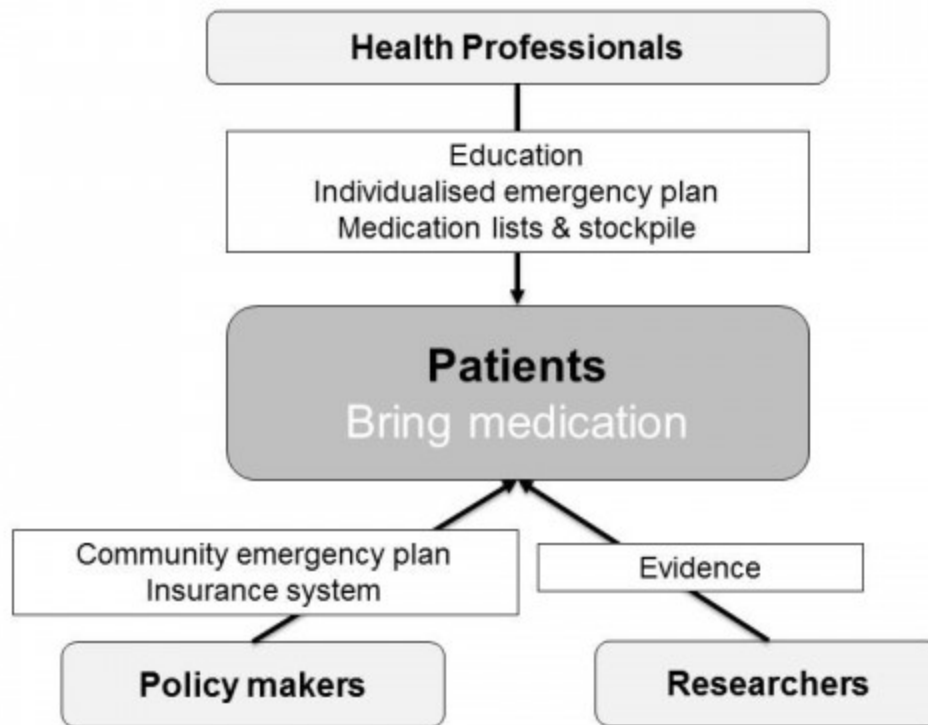 Health Professionals
Education
Individualised emergency plan
Medication lists & stockpile
Patients
Bring medication
Community emergency plan
Insurance system
Evidence
Policy makers
Researchers